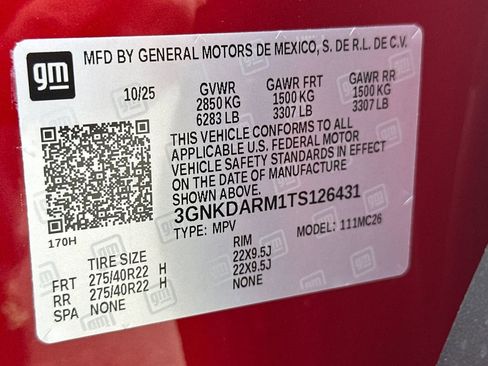 gm
MFD BY GENERAL MOTORS DE MEXICO, S. DE R.L. DE C.V.
10/25 GVWR GAWR FRT GAWR RR
2850 KG 1500 KG 1500 KG
6283 LB 3307 LB 3307 LB
THIS VEHICLE CONFORMS TO ALL
APPLICABLE U.S. FEDERAL MOTOR
VEHICLE SAFETY STANDARDS IN EFFECT
ON THE DATE OF MANUFACTURE
SHOWN ABOVE.
3GNKDARM1TS126431
170H
TYPE: MPV MODEL: 111MC26
TIRE SIZE RIM
FRT 275/40R22 H 22X9.5J
RR 275/40R22 H 22X9.5J
SPA NONE NONE